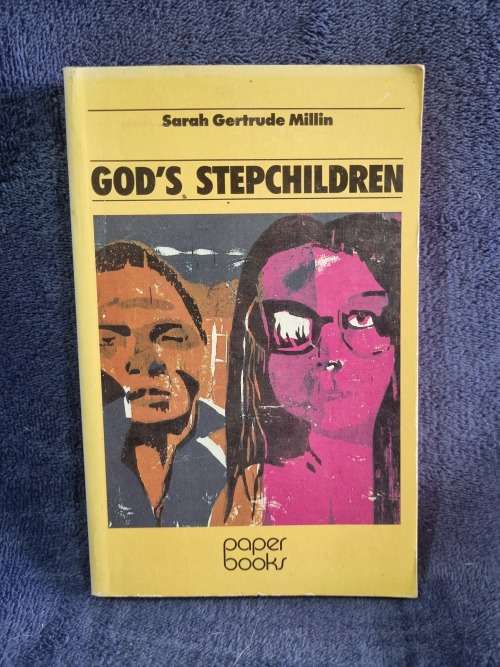 Sarah Gertrude Millin
GOD'S STEPCHILDREN
paper
books